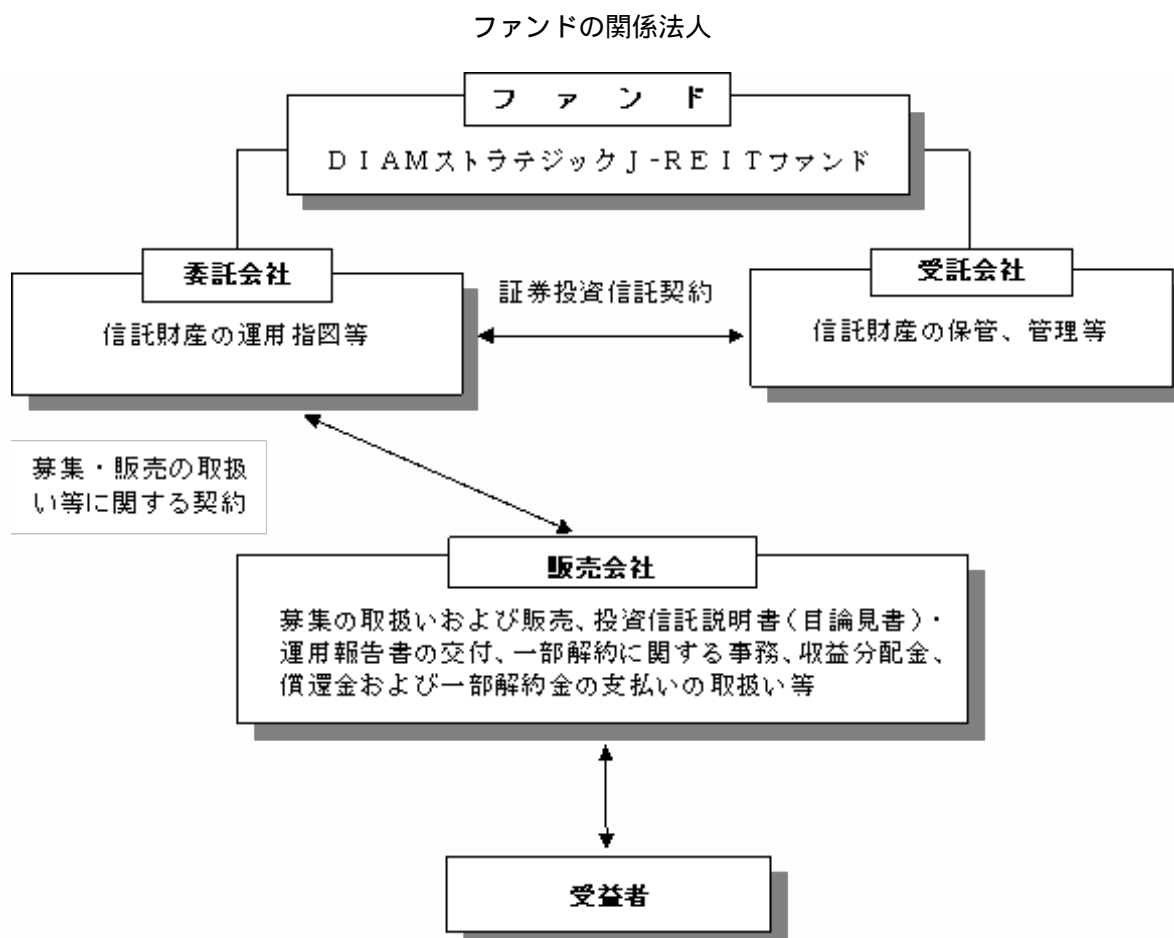 ファンドの関係法人
ファンド
DIAMストラテジックJ-REITファンド
委託会社
受託会社
信託財産の運用指図等
証券投資信託契約
信託財産の保管、管理等
募集・販売の取扱
い等に関する契約
販売会社
募集の取扱いおよび販売、投資信託説明書(目論見書)・
運用報告書の交付、一部解約に関する事務、収益分配金、
償還金および一部解約金の支払いの取扱い等
受益者